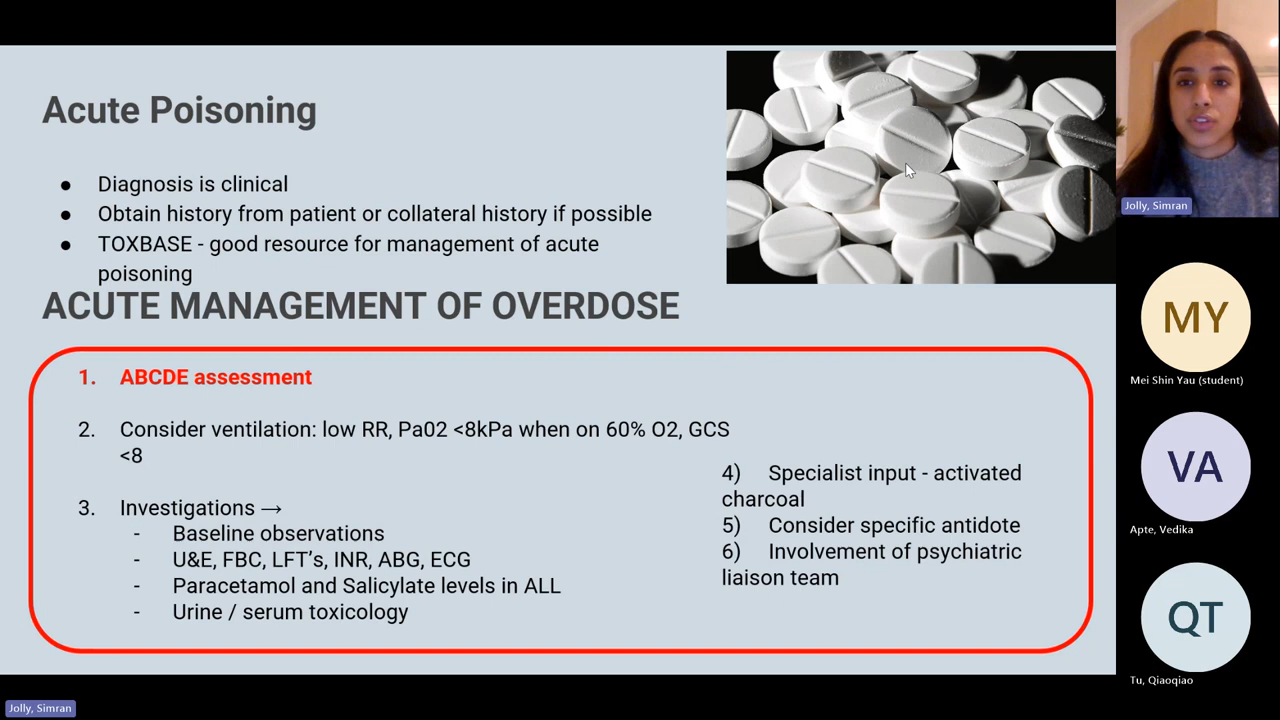 Acute Poisoning
● Diagnosis is clinical
● Obtain history from patient or collateral history if possible
● TOXBASE - good resource for management of acute
poisoning
ACUTE MANAGEMENT OF OVERDOSE
1. ABCDE assessment
2. Consider ventilation: low RR, Pa02 <8kPa when on 60% O2, GCS
<8
3. Investigations →
- Baseline observations
- U&E, FBC, LFT's, INR, ABG, ECG
- Paracetamol and Salicylate levels in ALL
- Urine / serum toxicology
4) Specialist input - activated
charcoal
5) Consider specific antidote
6) Involvement of psychiatric
liaison team
Jolly, Simran
MY
Mei Shin Yau (student)
VA
Apte, Vedika
QT
Tu, Qiaoqiao
Jolly, Simran